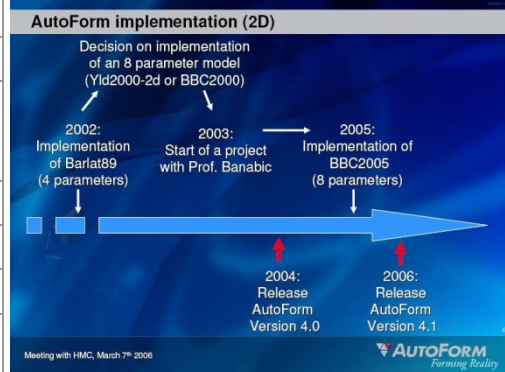 AutoForm implementation (2D)
Decision on implementation
of an 8 parameter model
(Yld2000-2d or BBC2000)
2002:
Implementation
of Barlat89
(4 parameters)
2003:
Start of a project
with Prof. Banabic
2005:
Implementation of
BBC2005
(8 parameters)
2004:
Release
AutoForm
Version 4.0
2006:
Release
AutoForm
Version 4.1
Meeting with HMC, March 7th 2006
AUTOFORM
Forming Reality